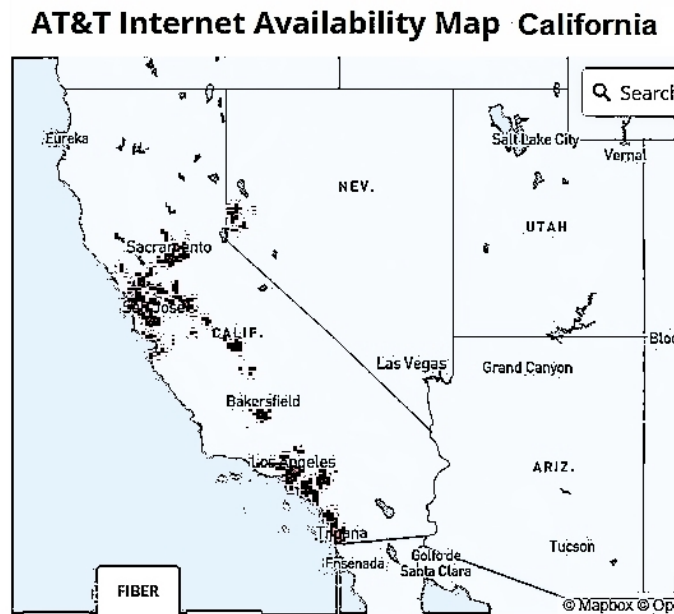 AT&T Internet Availability Map California
Search
Eureka
Salt Lake City
Vernal
NEV.
UTAH
Sacramento
San Jose
CALIF.
Las Vegas
Grand Canyon
Bakersfield
Los Angeles
ARIZ.
Tijuana
Tucson
Ensenada
Golfo de
Santa Clara
FIBER
© Mapbox © Op